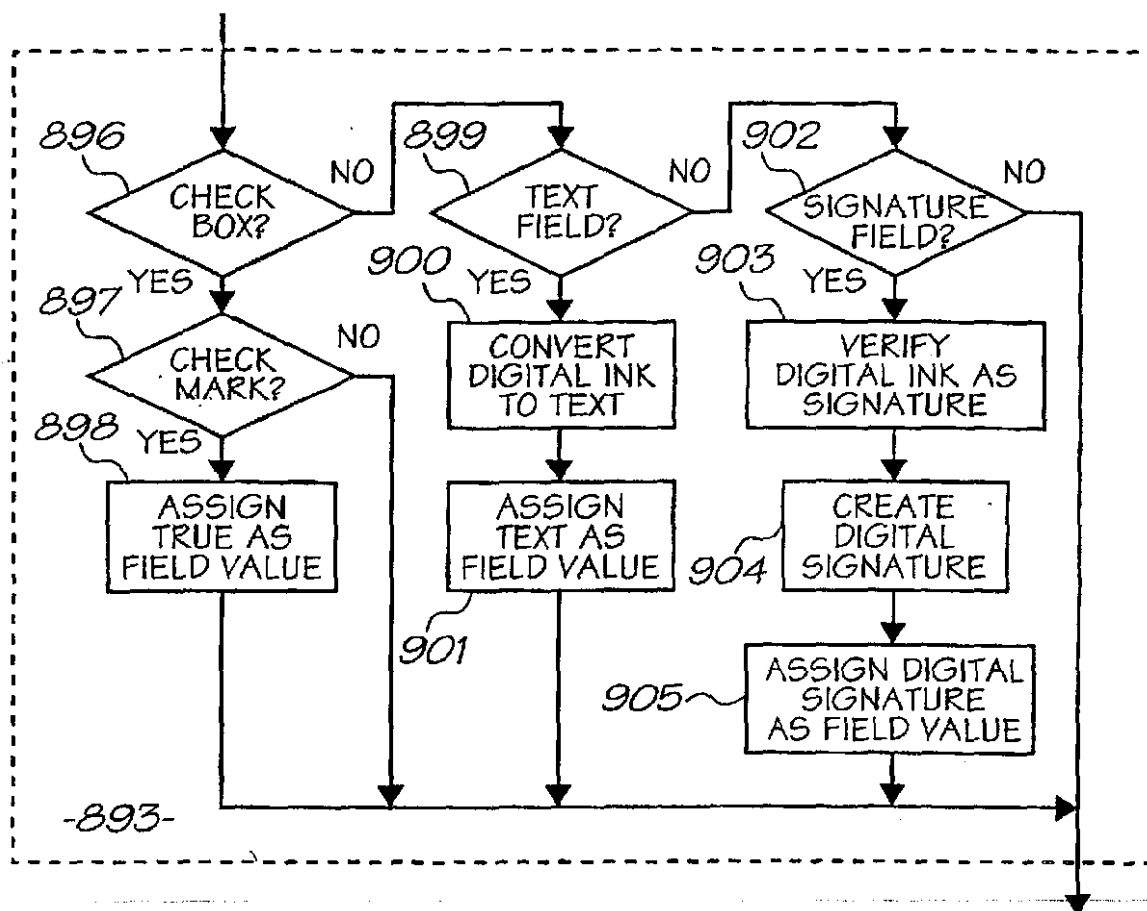 896
CHECK
BOX?
NO
YES
897
CHECK
MARK?
NO
YES
898
ASSIGN
TRUE AS
FIELD VALUE
899
TEXT
FIELD?
NO
YES
900
CONVERT
DIGITAL INK
TO TEXT
ASSIGN
TEXT AS
FIELD VALUE
901
902
SIGNATURE
FIELD?
NO
YES
903
VERIFY
DIGITAL INK AS
SIGNATURE
CREATE
DIGITAL
SIGNATURE
904
ASSIGN DIGITAL
SIGNATURE
AS FIELD VALUE
905
-893-